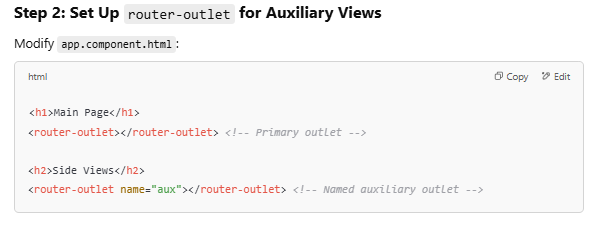 Step 2: Set Up router-outlet for Auxiliary Views
Modify app.component.html:
html
Copy
Edit
<h1>Main Page</h1>
<router-outlet></router-outlet> <!-- Primary outlet -->
<h2>Side Views</h2>
<router-outlet name="aux"></router-outlet> <!-- Named auxiliary outlet -->